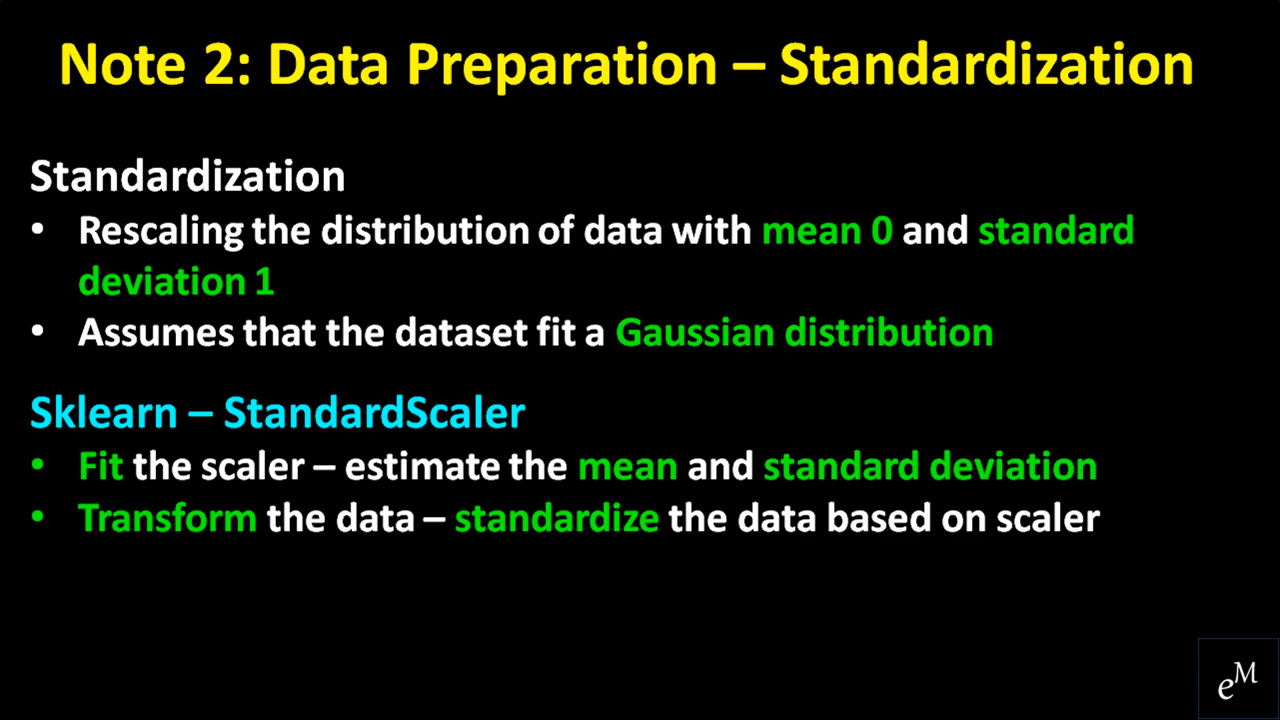 Note 2: Data Preparation – Standardization
Standardization
• Rescaling the distribution of data with mean 0 and standard
deviation 1
• Assumes that the dataset fit a Gaussian distribution
Sklearn – StandardScaler
• Fit the scaler – estimate the mean and standard deviation
• Transform the data – standardize the data based on scaler
eM